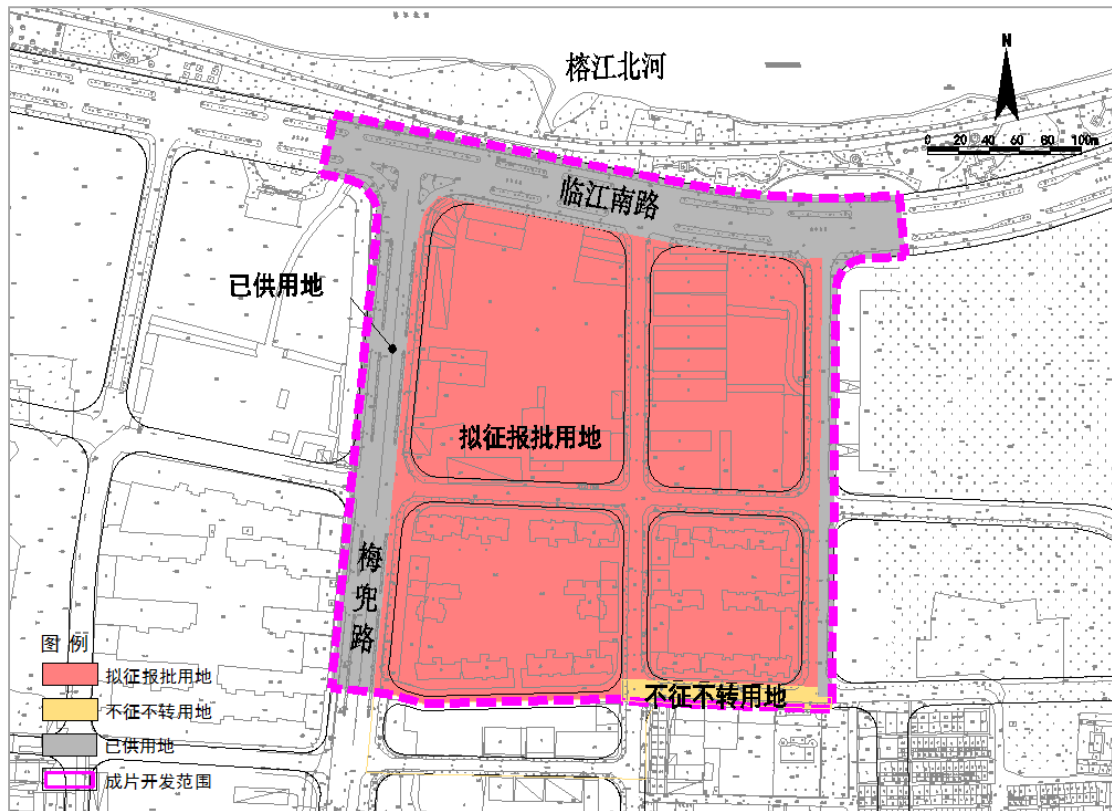 榕江北河
N
0 20 40 60 80 100m
临江南路
已供用地
拟征报批用地
梅兜路
不征不转用地
图 例
拟征报批用地
不征不转用地
已供用地
成片开发范围